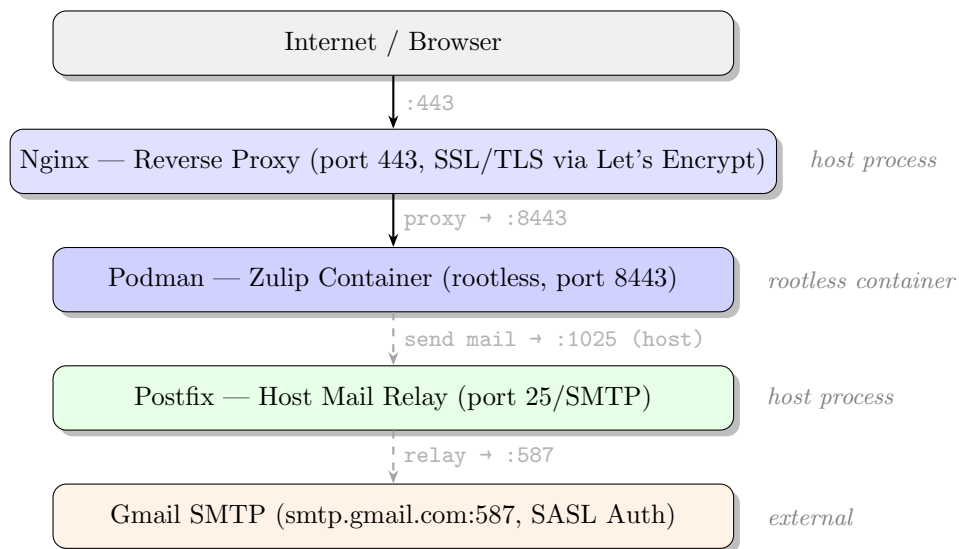 Internet / Browser
:443
Nginx — Reverse Proxy (port 443, SSL/TLS via Let's Encrypt)
host process
proxy → :8443
Podman — Zulip Container (rootless, port 8443)
rootless container
send mail → :1025 (host)
Postfix — Host Mail Relay (port 25/SMTP)
host process
relay → :587
Gmail SMTP (smtp.gmail.com:587, SASL Auth)
external